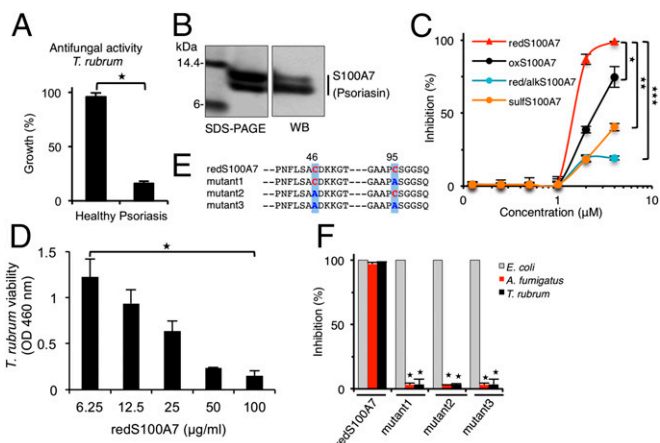 A
Antifungal activity
T. rubrum
100
50
0
Growth (%)
Healthy Psoriasis
B
kDa
14.4-
6-
S100A7
(Psoriasin)
SDS-PAGE WB
C
redS100A7
oxS100A7
red/alkS100A7
sulfS100A7
100
75
50
25
0
Inhibition (%)
0 1 10
Concentration (µM)
E
46 95
redS100A7 --PNFLSACDKKGT---GAAPCSGGSQ
mutant1 --PNFLSACDKKGT---GAAPASGGSQ
mutant2 --PNFLSAADKKGT---GAAPCSGGSQ
mutant3 --PNFLSAADKKGT---GAAPASGGSQ
D
T. rubrum viability
(OD 460 nm)
1.5
1
0.5
0
6.25 12.5 25 50 100
redS100A7 (µg/ml)
F
E. coli
A. fumigatus
T. rubrum
100
50
0
Inhibition (%)
redS100A7 mutant1 mutant2 mutant3